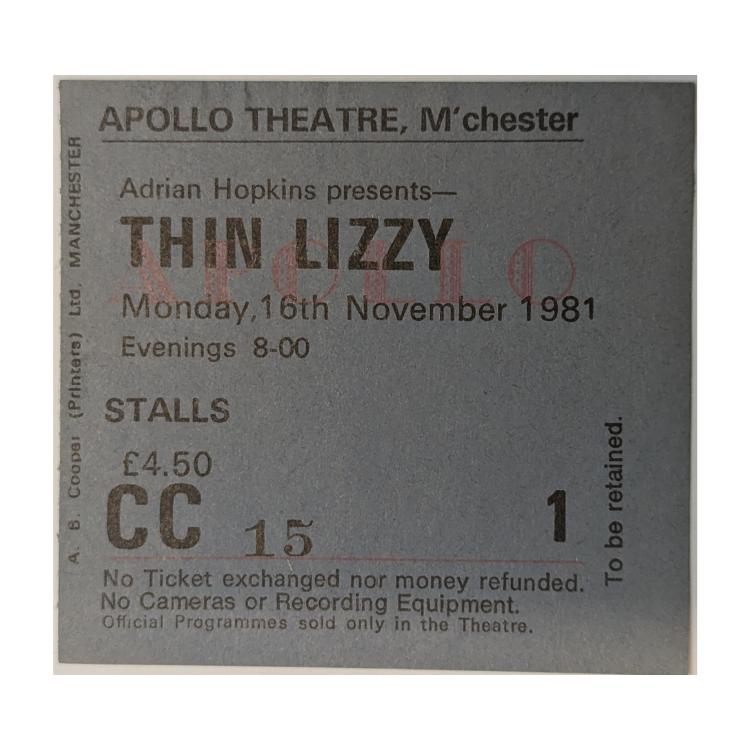 APOLLO THEATRE, M'chester
Adrian Hopkins presents—
THIN LIZZY
APOLLO
Monday,16th November 1981
Evenings 8-00
STALLS
£4.50
CC 15 1
No Ticket exchanged nor money refunded.
No Cameras or Recording Equipment.
Official Programmes sold only in the Theatre.
To be retained.
A. B. Cooper (Printers) Ltd. MANCHESTER